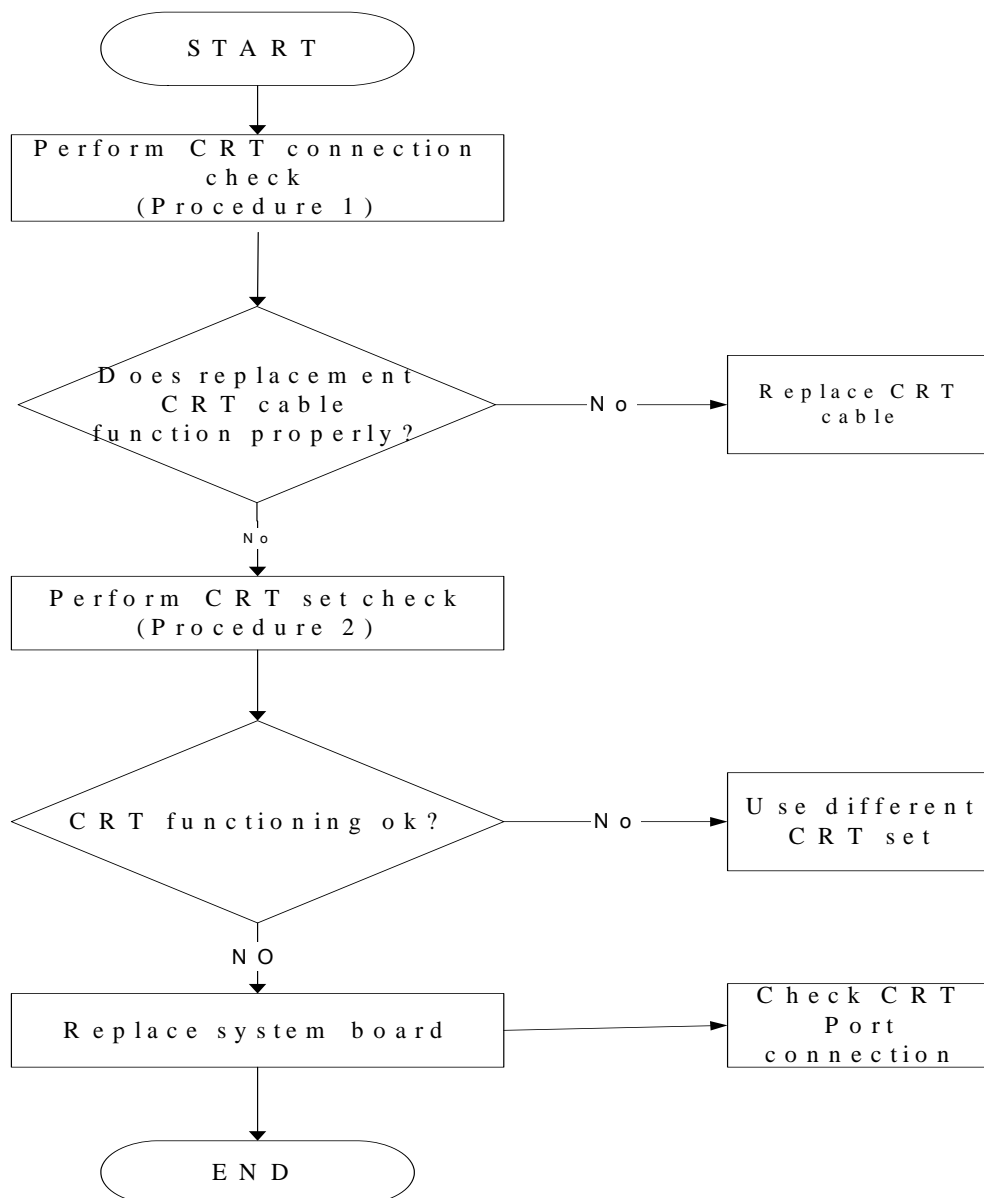 START
Perform CRT connection
check
(Procedure 1)
Does replacement
CRT cable
function properly?
No
Replace CRT
cable
No
Perform CRT set check
(Procedure 2)
CRT functioning ok?
No
Use different
CRT set
NO
Replace system board
Check CRT
Port
connection
END